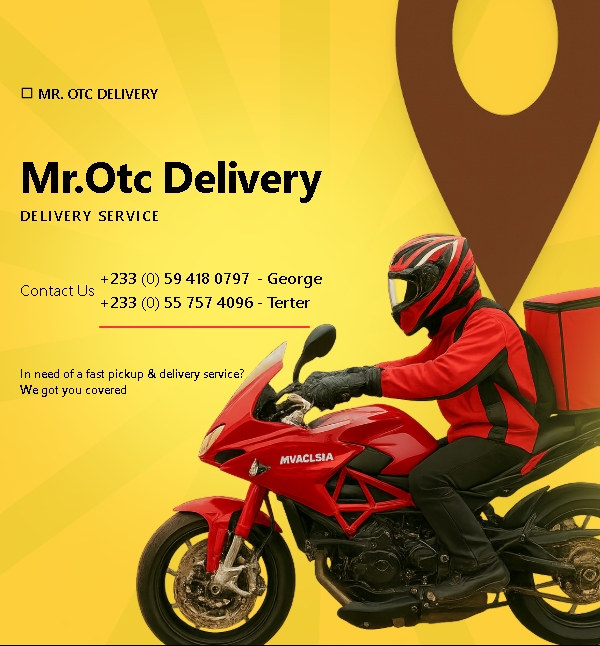 ☐ MR. OTC DELIVERY
Mr.Otc Delivery
DELIVERY SERVICE
Contact Us
+233 (0) 59 418 0797 - George
+233 (0) 55 757 4096 - Terter
In need of a fast pickup & delivery service?
We got you covered
MVACLSIA